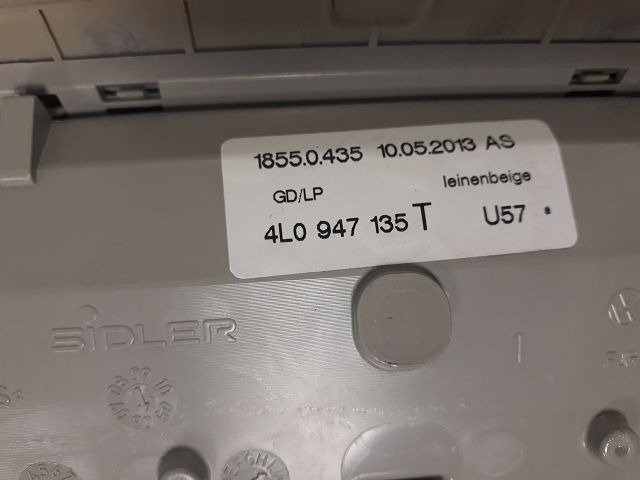 1855.0.435 10.05.2013 AS
GD/LP leinenbeige
4L0 947 135 T U57
SIDLER